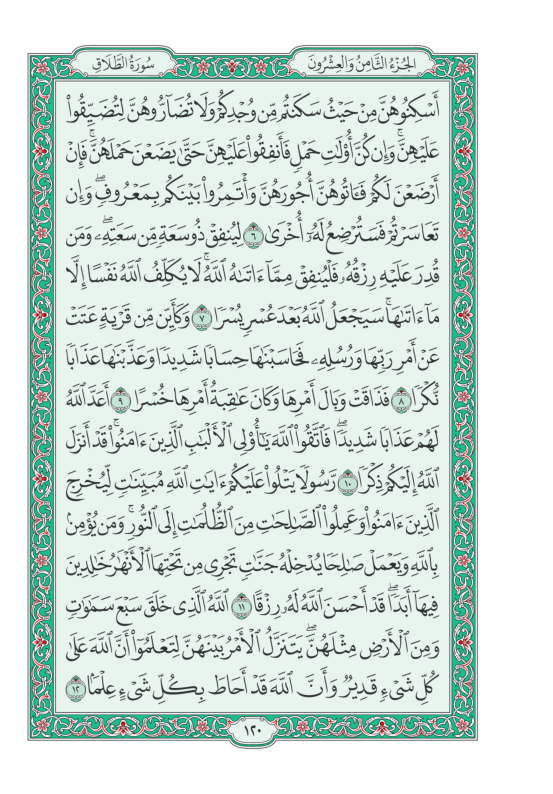 سُورَةُ الطَّلَاقِ
الجُزْءُ الثَّامِنُ وَالعِشْرُونَ
أَسْكِنُوهُنَّ مِنْ حَيْثُ سَكَنتُم مِّن وُجْدِكُمْ وَلَا تُضَآرُّوهُنَّ لِتُضَيِّقُوا۟
عَلَيْهِنَّ ۚ وَإِن كُنَّ أُو۟لَٰتِ حَمْلٍ فَأَنفِقُوا۟ عَلَيْهِنَّ حَتَّىٰ يَضَعْنَ حَمْلَهُنَّ ۚ فَإِنْ
أَرْضَعْنَ لَكُمْ فَـَٔاتُوهُنَّ أُجُورَهُنَّ وَأْتَمِرُوا۟ بَيْنَكُم بِمَعْرُوفٍ ۖ وَإِن
تَعَاسَرْتُمْ فَسَتُرْضِعُ لَهُۥٓ أُخْرَىٰ ٦ لِيُنفِقْ ذُو سَعَةٍ مِّن سَعَتِهِۦ ۖ وَمَن
قُدِرَ عَلَيْهِ رِزْقُهُۥ فَلْيُنفِقْ مِمَّآ ءَاتَىٰهُ ٱللَّهُ ۚ لَا يُكَلِّفُ ٱللَّهُ نَفْسًا إِلَّا
مَآ ءَاتَىٰهَا ۚ سَيَجْعَلُ ٱللَّهُ بَعْدَ عُسْرٍ يُسْرًا ٧ وَكَأَيِّن مِّن قَرْيَةٍ عَتَتْ
عَنْ أَمْرِ رَبِّهَا وَرُسُلِهِۦ فَحَاسَبْنَٰهَا حِسَابًا شَدِيدًا وَعَذَّبْنَٰهَا عَذَابًا
نُّكْرًا ٨ فَذَاقَتْ وَبَالَ أَمْرِهَا وَكَانَ عَٰقِبَةُ أَمْرِهَا خُسْرًا ٩ أَعَدَّ ٱللَّهُ
لَهُمْ عَذَابًا شَدِيدًا ۖ فَٱتَّقُوا۟ ٱللَّهَ يَٰٓأُو۟لِى ٱلْأَلْبَٰبِ ٱلَّذِينَ ءَامَنُوا۟ ۚ قَدْ أَنزَلَ
ٱللَّهُ إِلَيْكُمْ ذِكْرًا ١٠ رَّسُولًا يَتْلُوا۟ عَلَيْكُمْ ءَايَٰتِ ٱللَّهِ مُبَيِّنَٰتٍ لِّيُخْرِجَ
ٱلَّذِينَ ءَامَنُوا۟ وَعَمِلُوا۟ ٱلصَّٰلِحَٰتِ مِنَ ٱلظُّلُمَٰتِ إِلَى ٱلنُّورِ ۚ وَمَن يُؤْمِنۢ
بِٱللَّهِ وَيَعْمَلْ صَٰلِحًا يُدْخِلْهُ جَنَّٰتٍ تَجْرِى مِن تَحْتِهَا ٱلْأَنْهَٰرُ خَٰلِدِينَ
فِيهَآ أَبَدًا ۖ قَدْ أَحْسَنَ ٱللَّهُ لَهُۥ رِزْقًا ١١ ٱللَّهُ ٱلَّذِى خَلَقَ سَبْعَ سَمَٰوَٰتٍ
وَمِنَ ٱلْأَرْضِ مِثْلَهُنَّ ۖ يَتَنَزَّلُ ٱلْأَمْرُ بَيْنَهُنَّ لِتَعْلَمُوٓا۟ أَنَّ ٱللَّهَ عَلَىٰ
كُلِّ شَىْءٍ قَدِيرٌ وَأَنَّ ٱللَّهَ قَدْ أَحَاطَ بِكُلِّ شَىْءٍ عِلْمًۢا ١٢
١٢٠